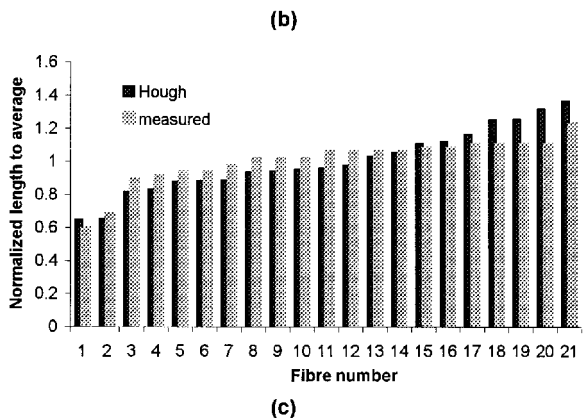 (b)
Normalized length to average
1.6
1.4
1.2
1
0.8
0.6
0.4
0.2
0
Hough
measured
1 2 3 4 5 6 7 8 9 10 11 12 13 14 15 16 17 18 19 20 21
Fibre number
(c)